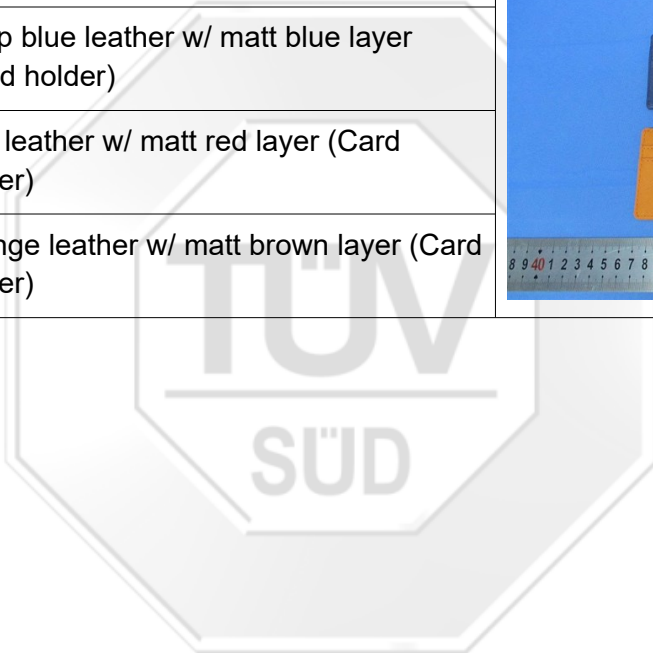 p blue leather w/ matt blue layer
d holder)
leather w/ matt red layer (Card
er)
nge leather w/ matt brown layer (Card
er)
8 9 40 1 2 3 4 5 6 7 8
TÜV
SÜD